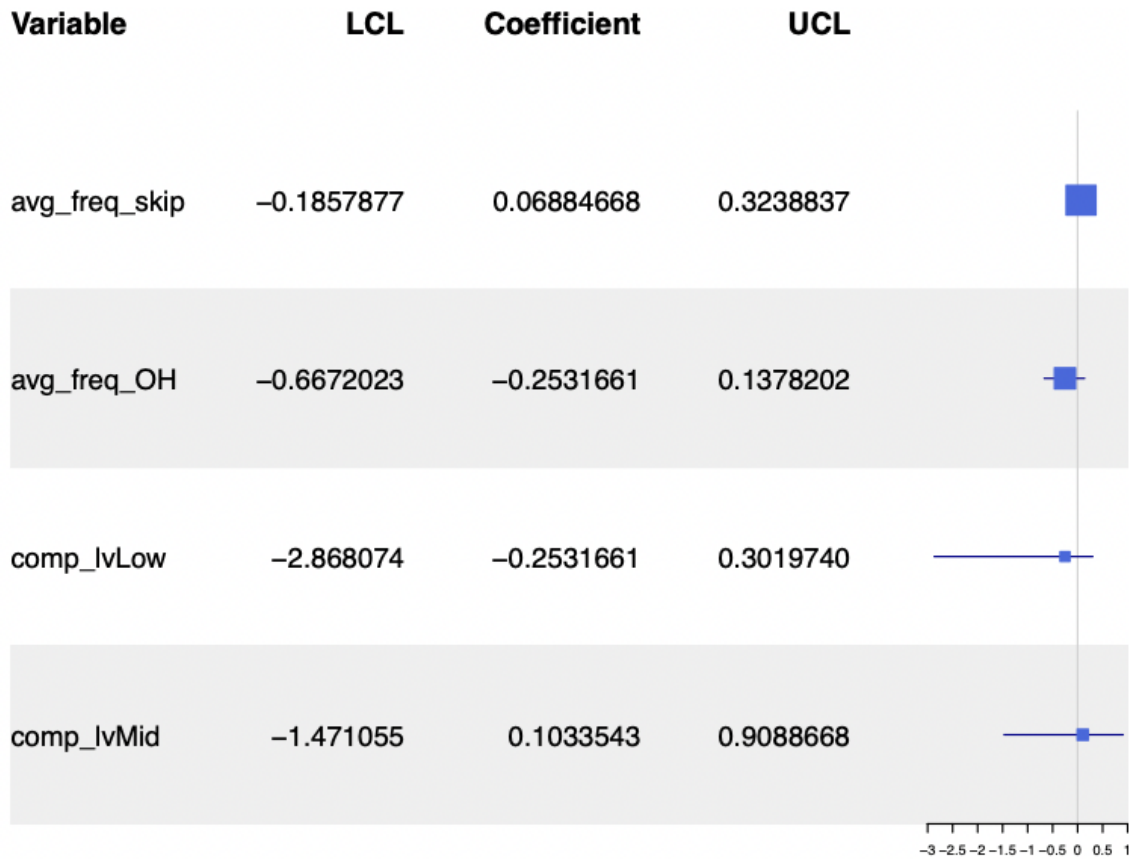 Variable LCL Coefficient UCL
avg_freq_skip −0.1857877 0.06884668 0.3238837
avg_freq_OH −0.6672023 −0.2531661 0.1378202
comp_lvLow −2.868074 −0.2531661 0.3019740
comp_lvMid −1.471055 0.1033543 0.9088668
−3 −2.5 −2 −1.5 −1 −0.5 0 0.5 1